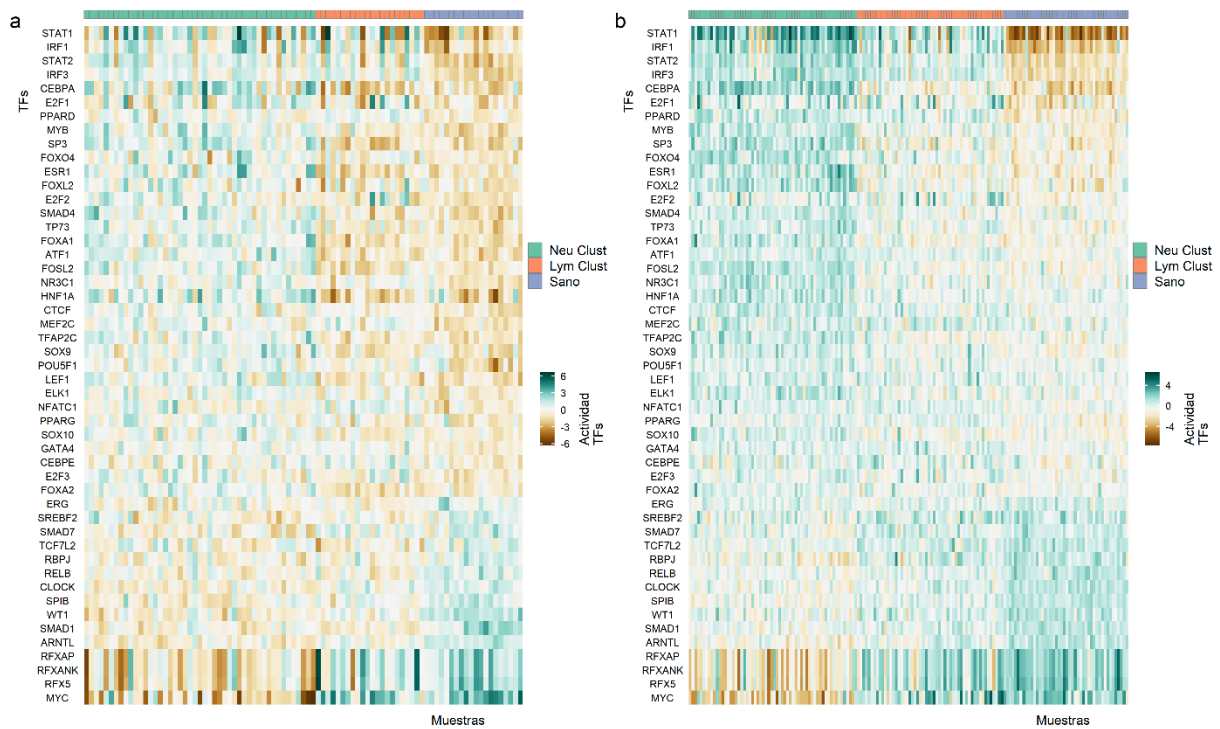 a
STAT1
IRF1
STAT2
IRF3
CEBPA
E2F1
PPARD
MYB
SP3
FOXO4
ESR1
FOXL2
E2F2
SMAD4
TP73
FOXA1
ATF1
FOSL2
NR3C1
HNF1A
CTCF
MEF2C
TFAP2C
SOX9
POU5F1
LEF1
ELK1
NFATC1
PPARG
SOX10
GATA4
CEBPE
E2F3
FOXA2
ERG
SREBF2
SMAD7
TCF7L2
RBPJ
RELB
CLOCK
SPIB
WT1
SMAD1
ARNTL
RFXAP
RFXANK
RFX5
MYC
TFs
Muestras
Neu Clust
Lym Clust
Sano
6
3
0
-3
-6
Actividad
TFs
b
STAT1
IRF1
STAT2
IRF3
CEBPA
E2F1
PPARD
MYB
SP3
FOXO4
ESR1
FOXL2
E2F2
SMAD4
TP73
FOXA1
ATF1
FOSL2
NR3C1
HNF1A
CTCF
MEF2C
TFAP2C
SOX9
POU5F1
LEF1
ELK1
NFATC1
PPARG
SOX10
GATA4
CEBPE
E2F3
FOXA2
ERG
SREBF2
SMAD7
TCF7L2
RBPJ
RELB
CLOCK
SPIB
WT1
SMAD1
ARNTL
RFXAP
RFXANK
RFX5
MYC
TFs
Muestras
Neu Clust
Lym Clust
Sano
4
0
-4
Actividad
TFs